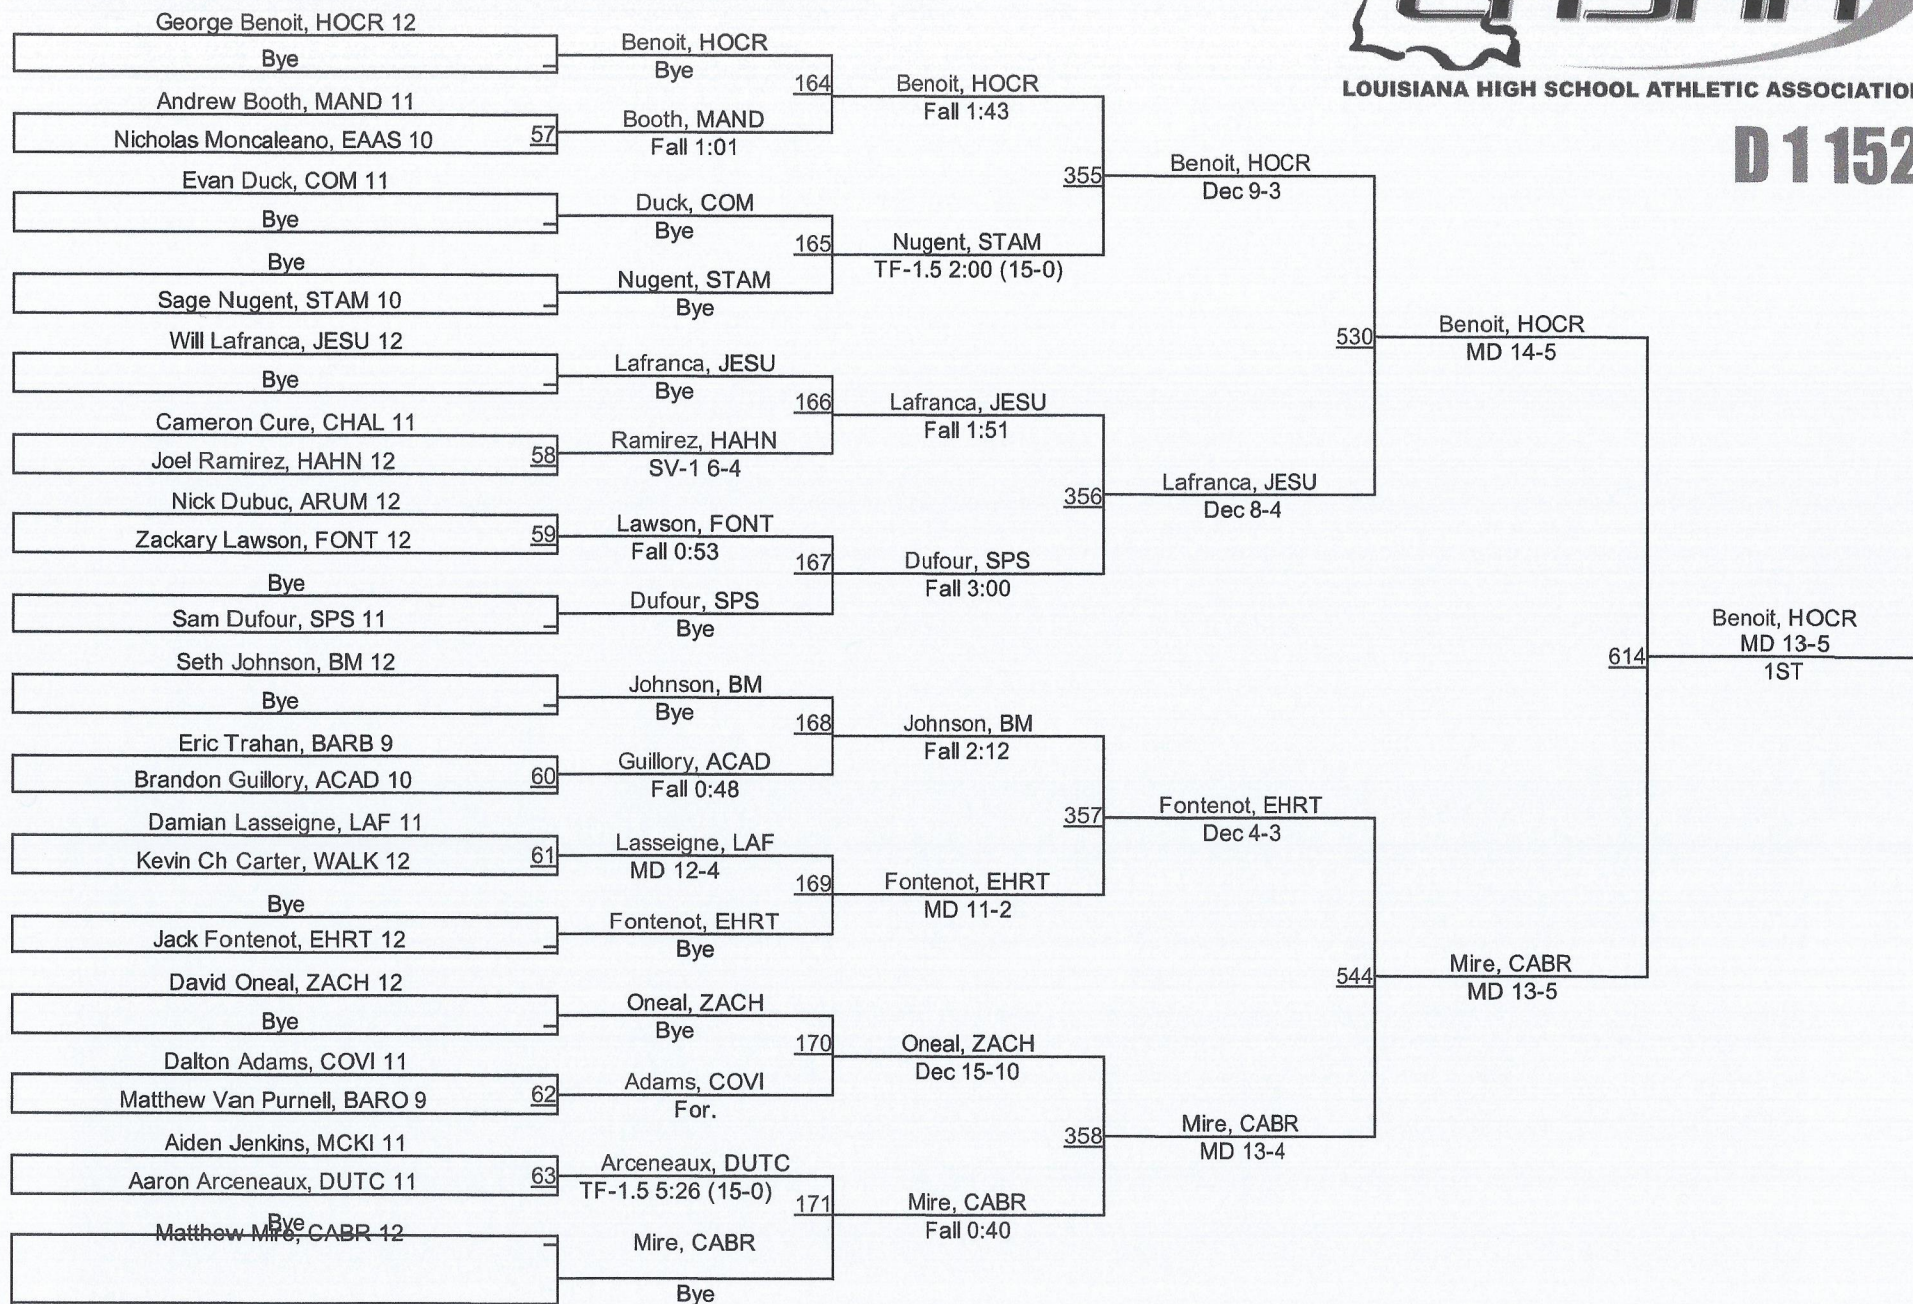 LHSAA
LOUISIANA HIGH SCHOOL ATHLETIC ASSOCIATION
D 1 152
George Benoit, HOCR 12
Bye
Andrew Booth, MAND 11
Nicholas Moncaleano, EAAS 10 57
Evan Duck, COM 11
Bye
Bye
Sage Nugent, STAM 10
Will Lafranca, JESU 12
Bye
Cameron Cure, CHAL 11
Joel Ramirez, HAHN 12 58
Nick Dubuc, ARUM 12
Zackary Lawson, FONT 12 59
Bye
Sam Dufour, SPS 11
Seth Johnson, BM 12
Bye
Eric Trahan, BARB 9
Brandon Guillory, ACAD 10 60
Damian Lasseigne, LAF 11
Kevin Ch Carter, WALK 12 61
Bye
Jack Fontenot, EHRT 12
David Oneal, ZACH 12
Bye
Dalton Adams, COVI 11
Matthew Van Purnell, BARO 9 62
Aiden Jenkins, MCKI 11
Aaron Arceneaux, DUTC 11 63
Bye
Matthew Mire, CABR 12
Benoit, HOCR
Bye
164
Booth, MAND
Fall 1:01
Duck, COM
Bye
165
Nugent, STAM
Bye
Lafranca, JESU
Bye
166
Ramirez, HAHN
SV-1 6-4
Lawson, FONT
Fall 0:53
167
Dufour, SPS
Bye
Johnson, BM
Bye
168
Guillory, ACAD
Fall 0:48
Lasseigne, LAF
MD 12-4
169
Fontenot, EHRT
Bye
Oneal, ZACH
Bye
170
Adams, COVI
For.
Arceneaux, DUTC
TF-1.5 5:26 (15-0)
171
Mire, CABR
Bye
Benoit, HOCR
Fall 1:43
355
Nugent, STAM
TF-1.5 2:00 (15-0)
Lafranca, JESU
Fall 1:51
356
Dufour, SPS
Fall 3:00
Johnson, BM
Fall 2:12
357
Fontenot, EHRT
MD 11-2
Oneal, ZACH
Dec 15-10
358
Mire, CABR
Fall 0:40
Benoit, HOCR
Dec 9-3
530
Lafranca, JESU
Dec 8-4
Fontenot, EHRT
Dec 4-3
544
Mire, CABR
MD 13-4
Benoit, HOCR
MD 14-5
614
Mire, CABR
MD 13-5
Benoit, HOCR
MD 13-5
1ST